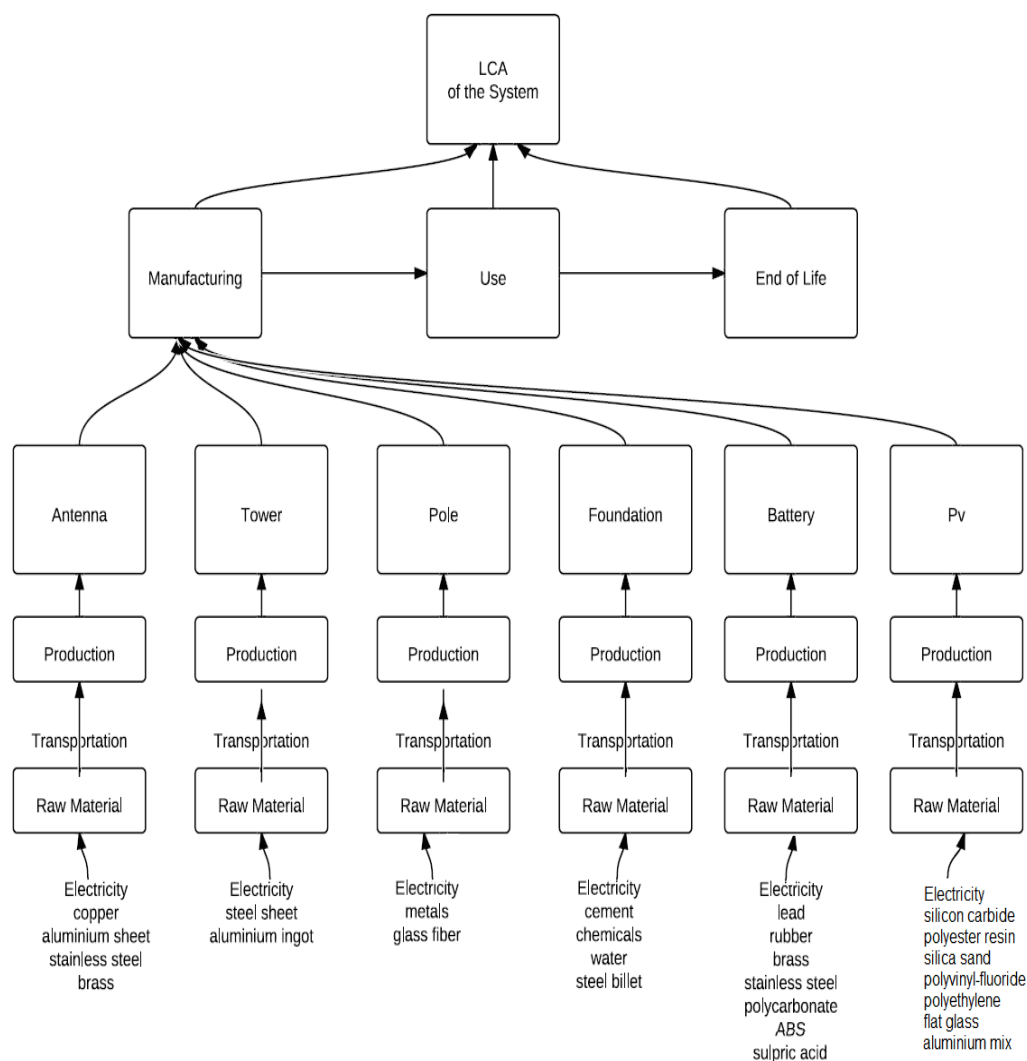 LCA
of the System
Manufacturing
Use
End of Life
Antenna
Tower
Pole
Foundation
Battery
Pv
Production
Production
Production
Production
Production
Production
Transportation
Transportation
Transportation
Transportation
Transportation
Transportation
Raw Material
Raw Material
Raw Material
Raw Material
Raw Material
Raw Material
Electricity
copper
aluminium sheet
stainless steel
brass
Electricity
steel sheet
aluminium ingot
Electricity
metals
glass fiber
Electricity
cement
chemicals
water
steel billet
Electricity
lead
rubber
brass
stainless steel
polycarbonate
ABS
sulpric acid
Electricity
silicon carbide
polyester resin
silica sand
polyvinyl-fluoride
polyethylene
flat glass
aluminium mix